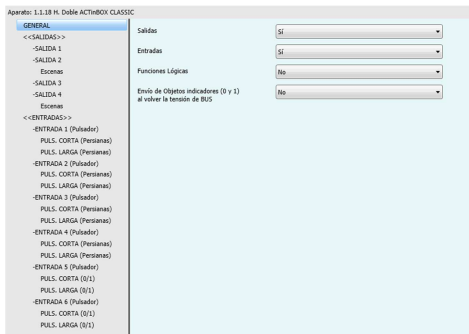 Aparato: 1.1.18 H. Doble ACTinBOX CLASSIC
GENERAL
<<SALIDAS>>
-SALIDA 1
-SALIDA 2
Escenas
-SALIDA 3
-SALIDA 4
Escenas
<<ENTRADAS>>
-ENTRADA 1 (Pulsador)
PULS. CORTA (Persianas)
PULS. LARGA (Persianas)
-ENTRADA 2 (Pulsador)
PULS. CORTA (Persianas)
PULS. LARGA (Persianas)
-ENTRADA 3 (Pulsador)
PULS. CORTA (Persianas)
PULS. LARGA (Persianas)
-ENTRADA 4 (Pulsador)
PULS. CORTA (Persianas)
PULS. LARGA (Persianas)
-ENTRADA 5 (Pulsador)
PULS. CORTA (0/1)
PULS. LARGA (0/1)
-ENTRADA 6 (Pulsador)
PULS. CORTA (0/1)
PULS. LARGA (0/1)
Salidas Sí
Entradas Sí
Funciones Lógicas No
Envío de Objetos indicadores (0 y 1) No
al volver la tensión de BUS